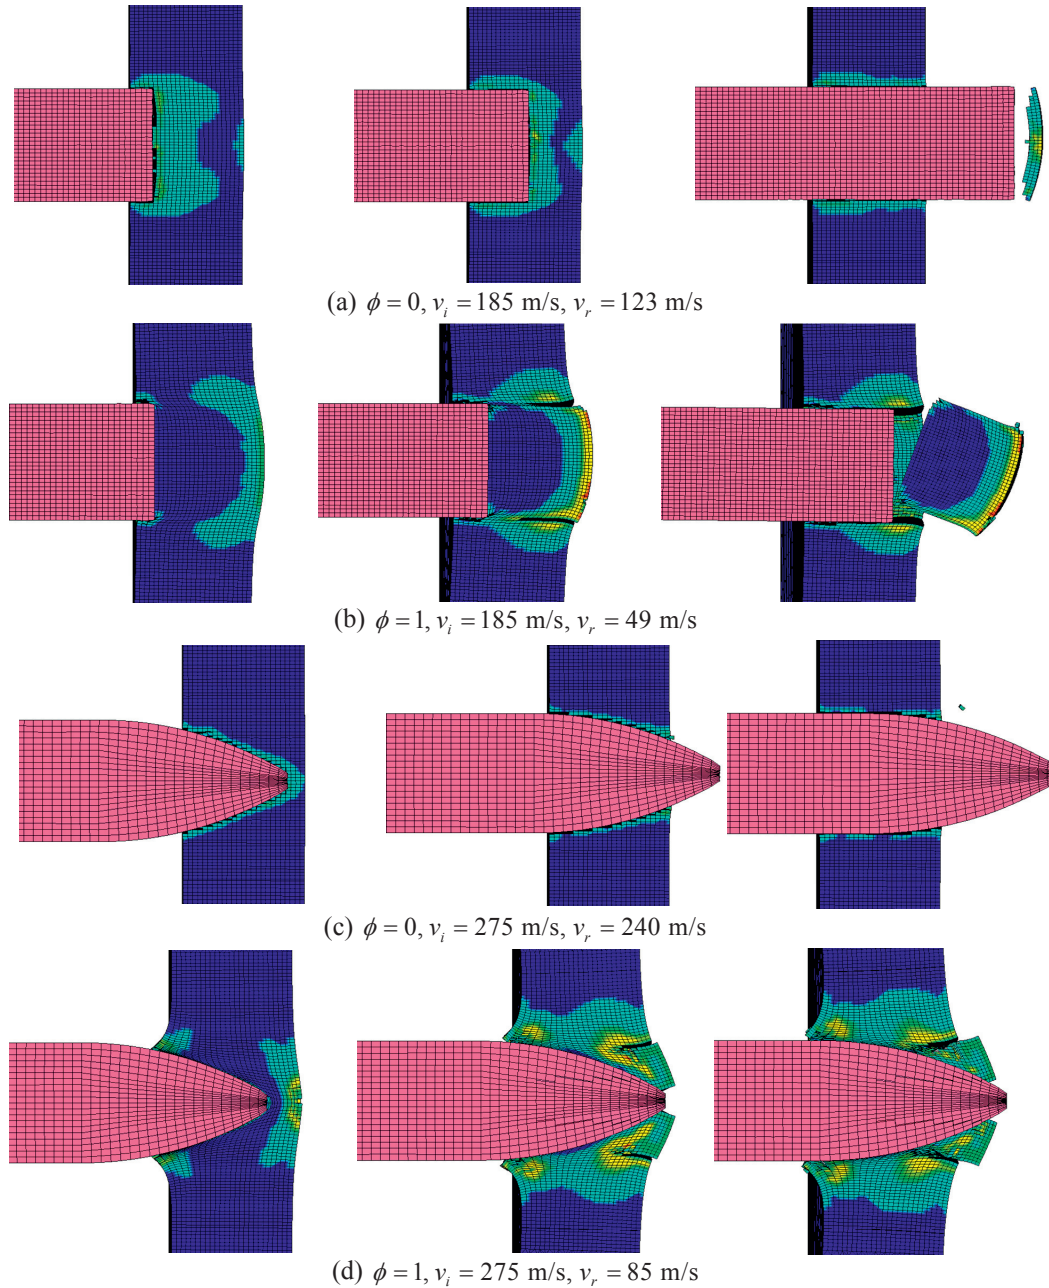 (a) ϕ = 0, vᵢ = 185 m/s, vᵣ = 123 m/s
(b) ϕ = 1, vᵢ = 185 m/s, vᵣ = 49 m/s
(c) ϕ = 0, vᵢ = 275 m/s, vᵣ = 240 m/s
(d) ϕ = 1, vᵢ = 275 m/s, vᵣ = 85 m/s